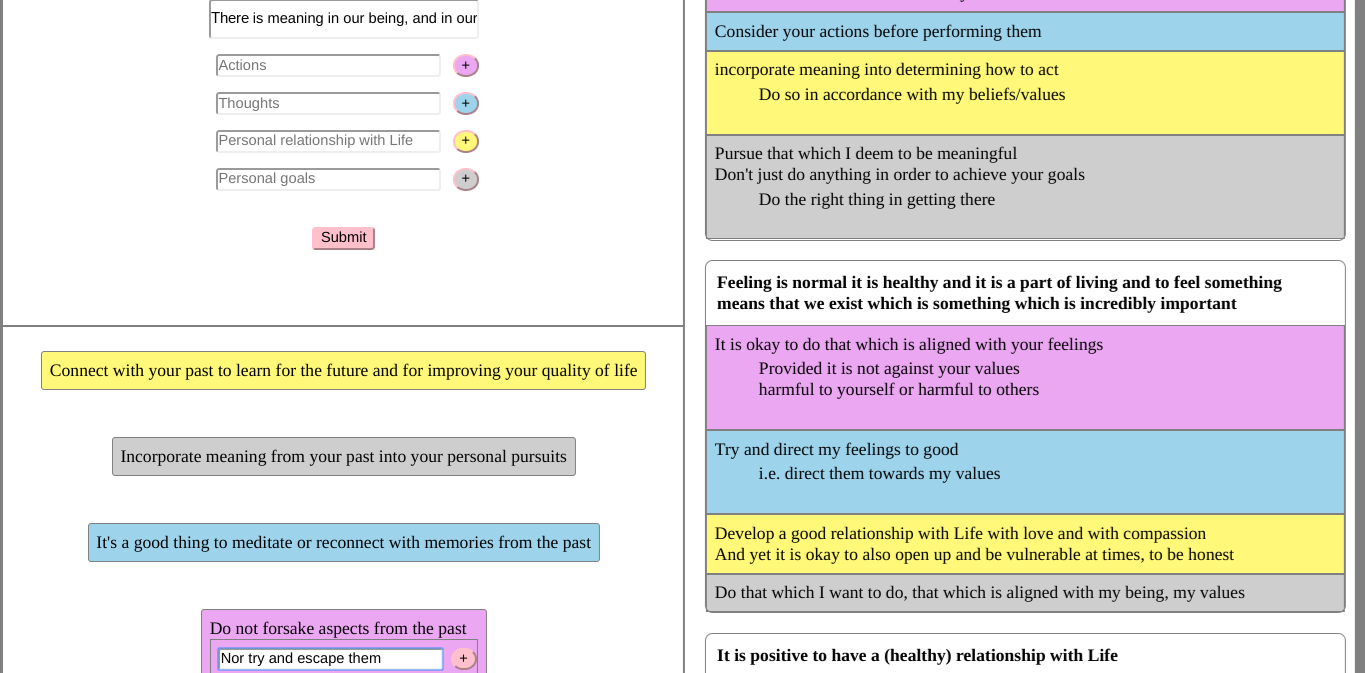 There is meaning in our being, and in our
Actions
+
Thoughts
+
Personal relationship with Life
+
Personal goals
+
Submit
Connect with your past to learn for the future and for improving your quality of life
Incorporate meaning from your past into your personal pursuits
It's a good thing to meditate or reconnect with memories from the past
Do not forsake aspects from the past
Nor try and escape them
+
Consider your actions before performing them
incorporate meaning into determining how to act
Do so in accordance with my beliefs/values
Pursue that which I deem to be meaningful
Don't just do anything in order to achieve your goals
Do the right thing in getting there
Feeling is normal it is healthy and it is a part of living and to feel something
means that we exist which is something which is incredibly important
It is okay to do that which is aligned with your feelings
Provided it is not against your values
harmful to yourself or harmful to others
Try and direct my feelings to good
i.e. direct them towards my values
Develop a good relationship with Life with love and with compassion
And yet it is okay to also open up and be vulnerable at times, to be honest
Do that which I want to do, that which is aligned with my being, my values
It is positive to have a (healthy) relationship with Life